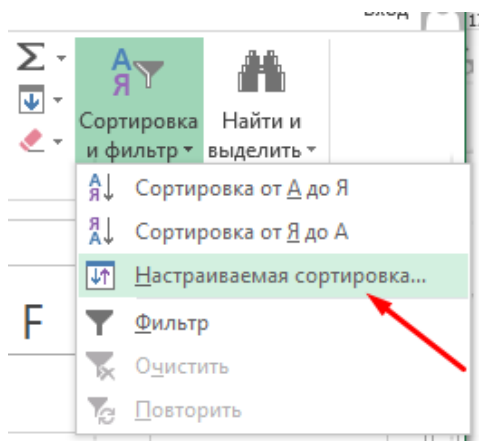 Вход
Σ
А
Я
Сортировка
и фильтр
Найти и
выделить
Сортировка от А до Я
Сортировка от Я до А
Настраиваемая сортировка...
Фильтр
Очистить
Повторить
F